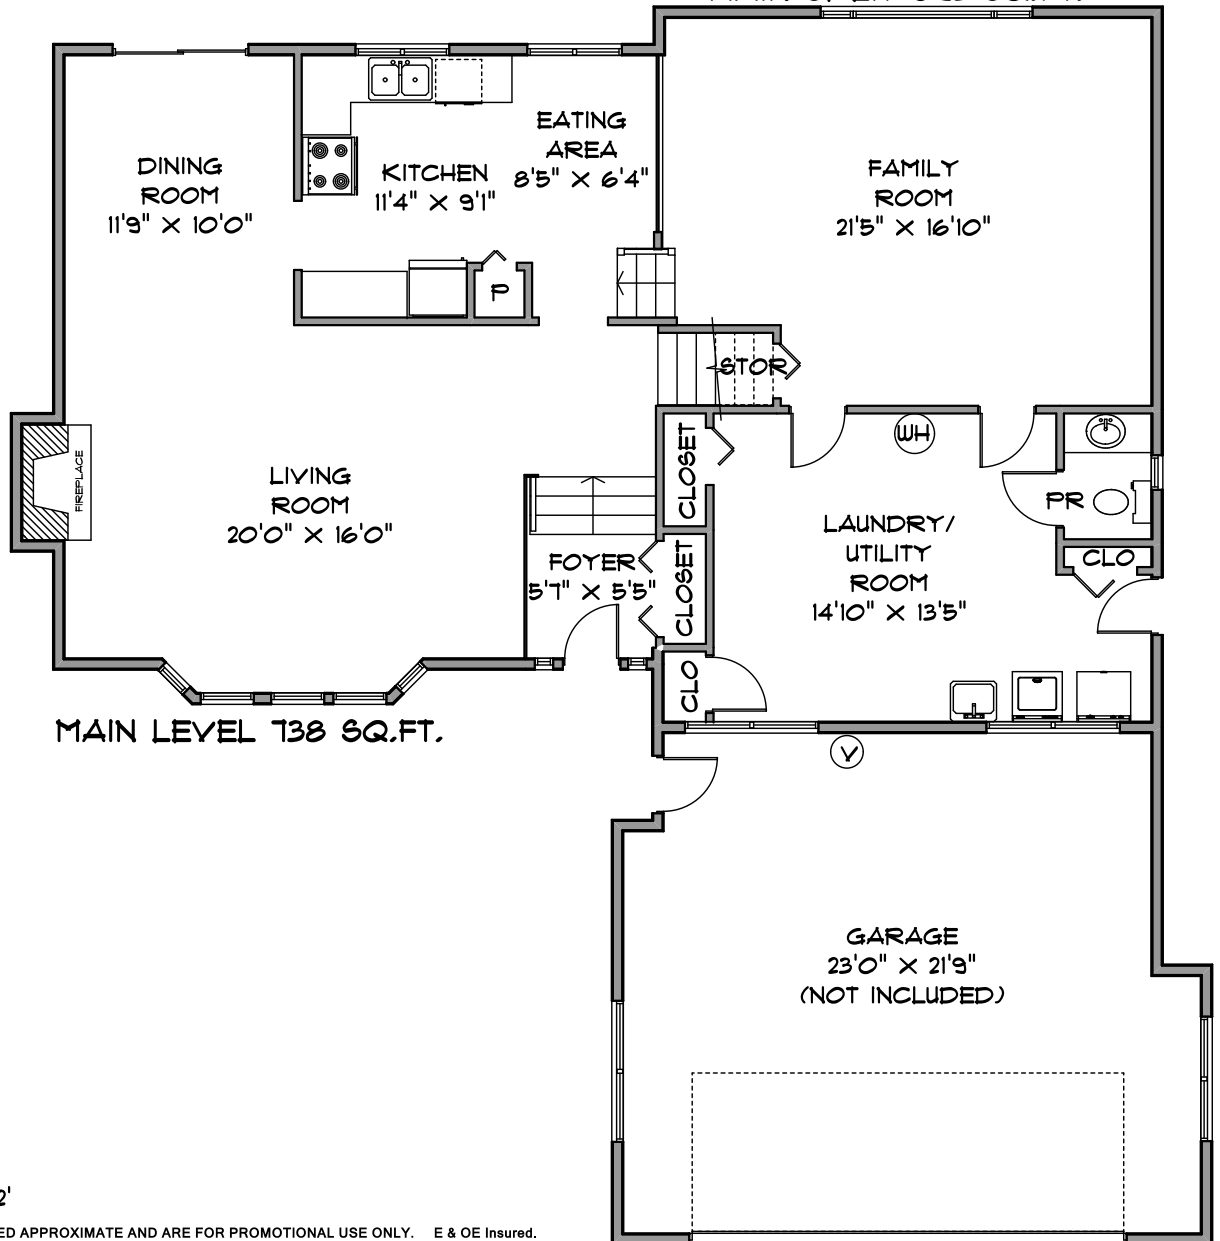 DINING
ROOM
11'9" X 10'0"
KITCHEN
11'4" X 9'1"
EATING
AREA
8'5" X 6'4"
FAMILY
ROOM
21'5" X 16'10"
P
STOR
WH
CLOSET
FIREPLACE
LIVING
ROOM
20'0" X 16'0"
FOYER
5'7" X 5'5"
CLOSET
LAUNDRY/
UTILITY
ROOM
14'10" X 13'5"
PR
CLO
CLO
MAIN LEVEL 738 SQ.FT.
V
GARAGE
23'0" X 21'9"
(NOT INCLUDED)
2'
APPROXIMATE AND ARE FOR PROMOTIONAL USE ONLY. E & OE Insured.